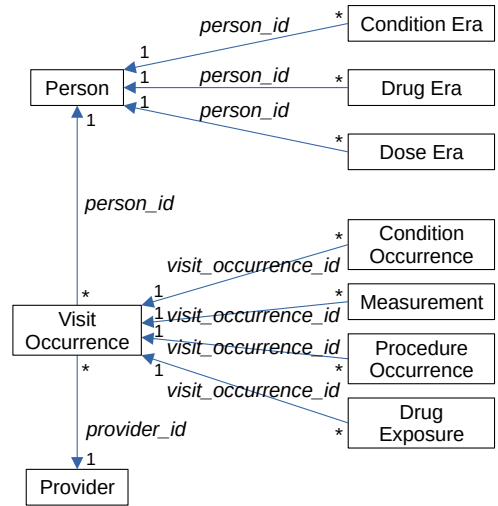 person_id
*
Condition Era
1
Person
1
person_id
*
Drug Era
1
person_id
1
*
Dose Era
person_id
*
Condition
Occurrence
visit_occurrence_id
*
1
*
Measurement
Visit
Occurrence
1
visit_occurrence_id
1
visit_occurrence_id
*
Procedure
Occurrence
*
1
visit_occurrence_id
*
Drug
Exposure
provider_id
1
Provider